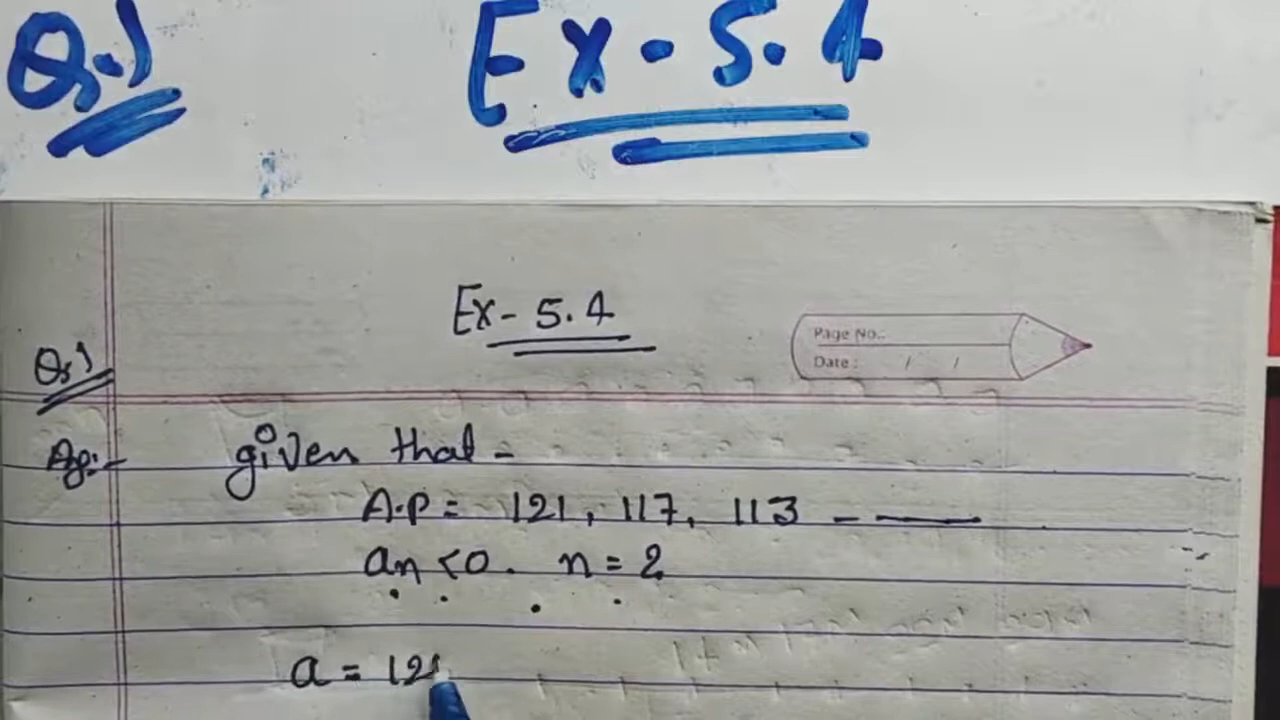 Q.1 Ex-5.4
Ex-5.4
Page No..
Date: / /
Q.1
given that -
A.P = 121, 117, 113 - ——
an <0. n = 2
a = 121